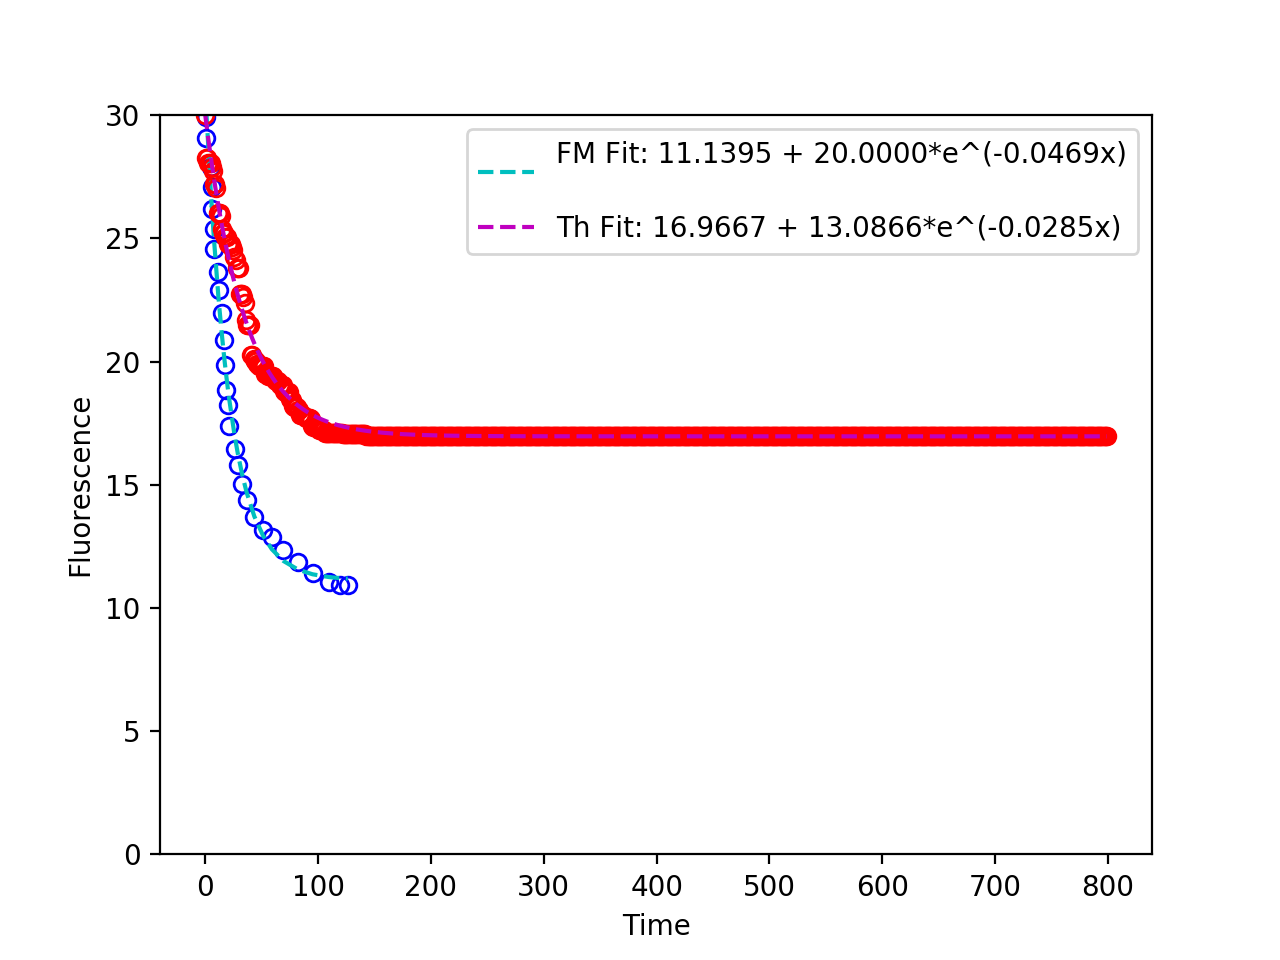 30
25
20
15
10
5
0
Fluorescence
FM Fit: 11.1395 + 20.0000*e^(-0.0469x)
Th Fit: 16.9667 + 13.0866*e^(-0.0285x)
0 100 200 300 400 500 600 700 800
Time